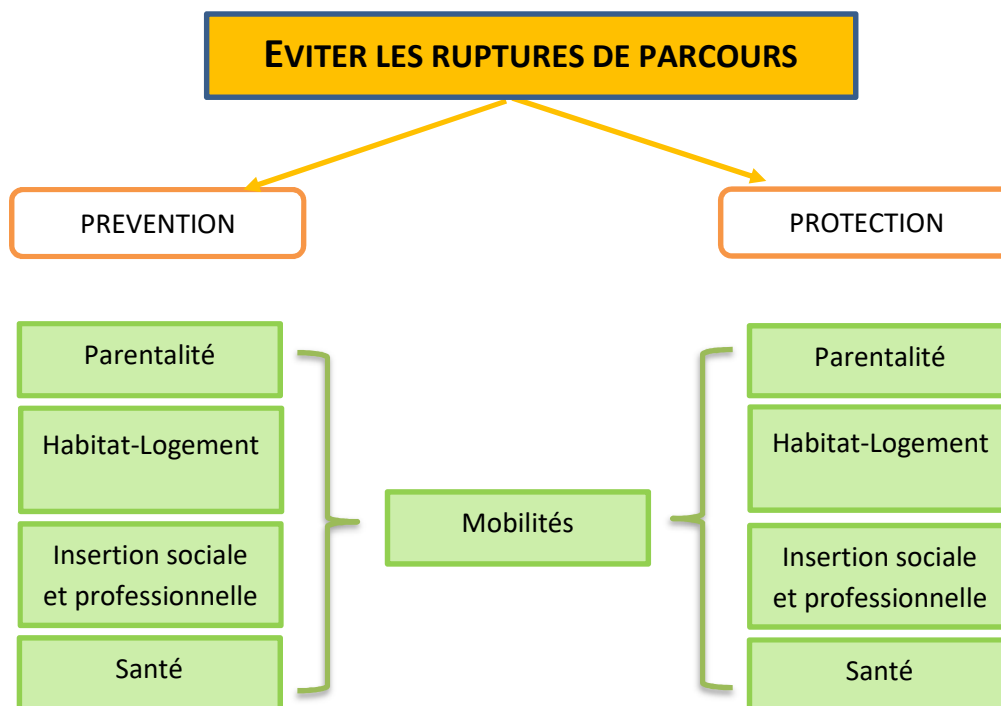 EVITER LES RUPTURES DE PARCOURS
PREVENTION
PROTECTION
Parentalité
Habitat-Logement
Insertion sociale
et professionnelle
Santé
Mobilités
Parentalité
Habitat-Logement
Insertion sociale
et professionnelle
Santé